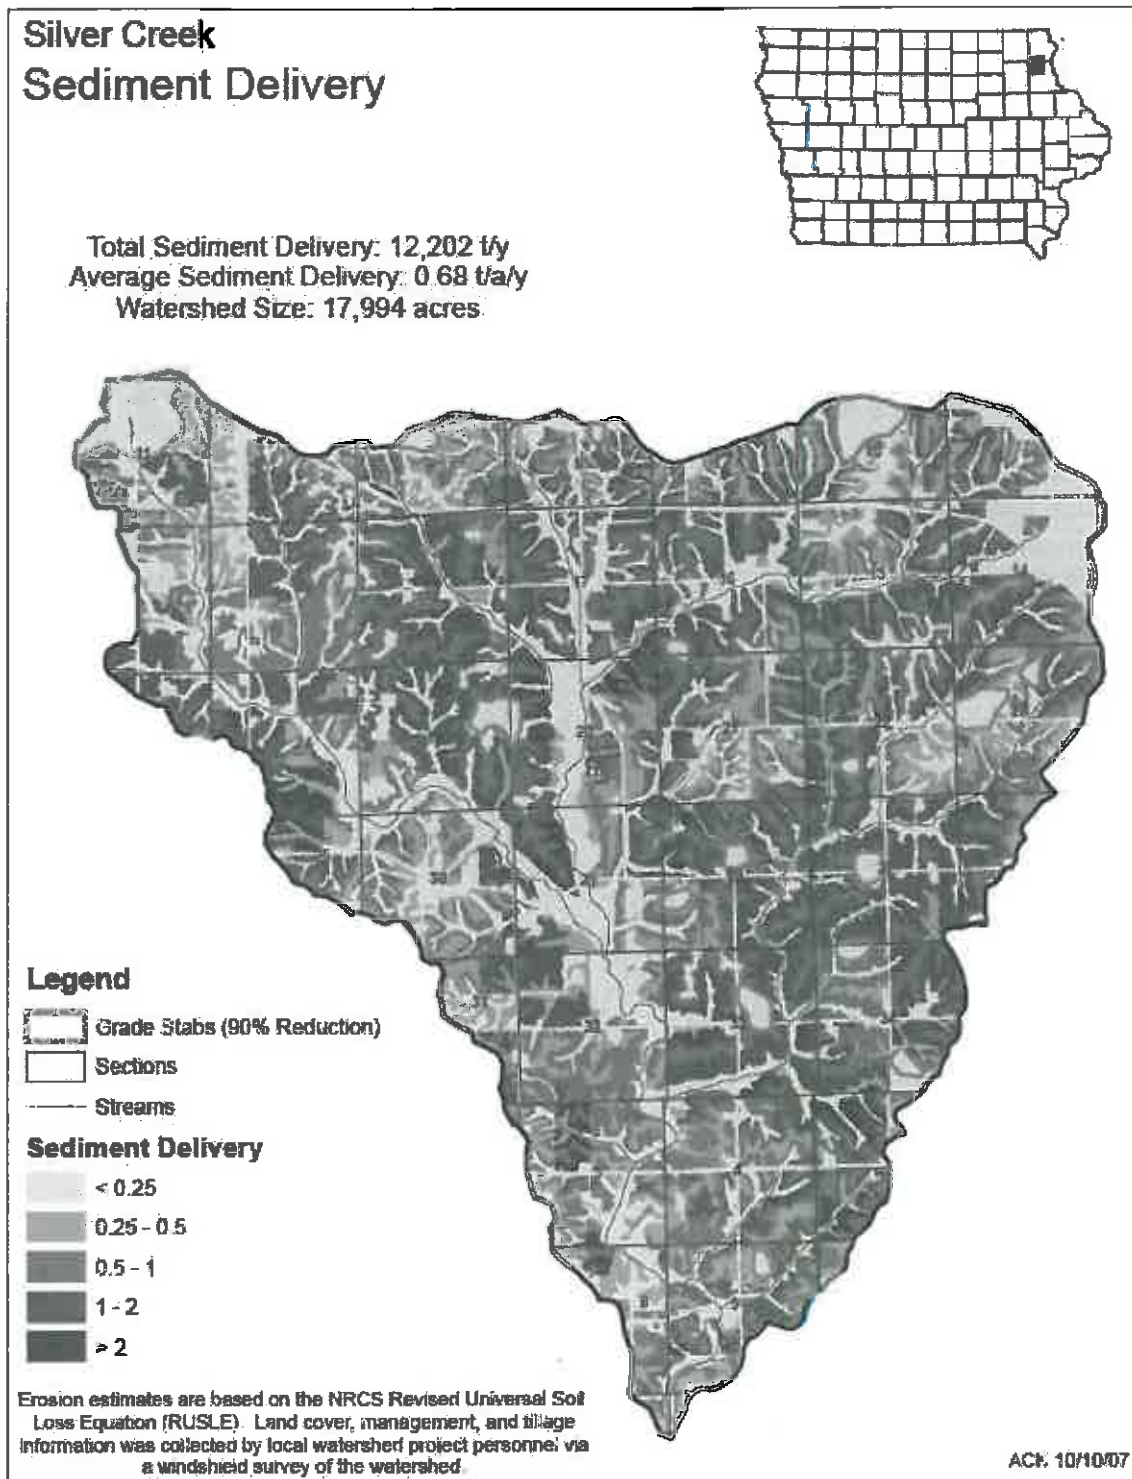 Silver Creek
Sediment Delivery
Total Sediment Delivery: 12,202 t/y
Average Sediment Delivery: 0.68 t/a/y
Watershed Size: 17,994 acres
Legend
Grade Stabs (90% Reduction)
Sections
Streams
Sediment Delivery
< 0.25
0.25 - 0.5
0.5 - 1
1 - 2
> 2
Erosion estimates are based on the NRCS Revised Universal Soil
Loss Equation (RUSLE). Land cover, management, and tillage
information was collected by local watershed project personnel via
a windshield survey of the watershed.
10/10/07